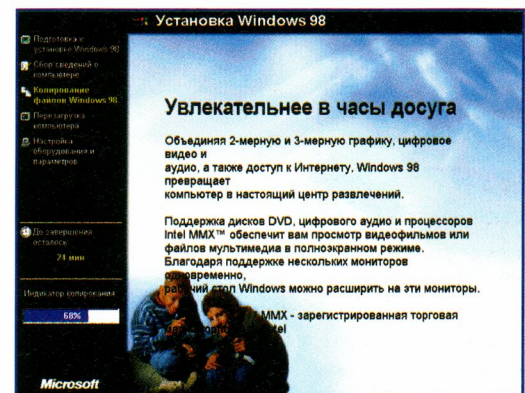 Установка Windows 98
Подготовка к
установке Windows 98
Сбор сведений о
компьютере
Копирование
файлов Windows 98
Перезагрузка
компьютера
Настройка
оборудования и
параметров
До завершения
осталось:
24 мин
Индикатор копирования
68%
Microsoft
Увлекательнее в часы досуга
Объединяя 2-мерную и 3-мерную графику, цифровое
видео и
аудио, а также доступ к Интернету, Windows 98
превращает
компьютер в настоящий центр развлечений.
Поддержка дисков DVD, цифрового аудио и процессоров
Intel MMX™ обеспечит вам просмотр видеофильмов или
файлов мультимедиа в полноэкранном режиме.
Благодаря поддержке нескольких мониторов
одновременно,
рабочий стол Windows можно расширить на эти мониторы.
MMX - зарегистрированная торговая